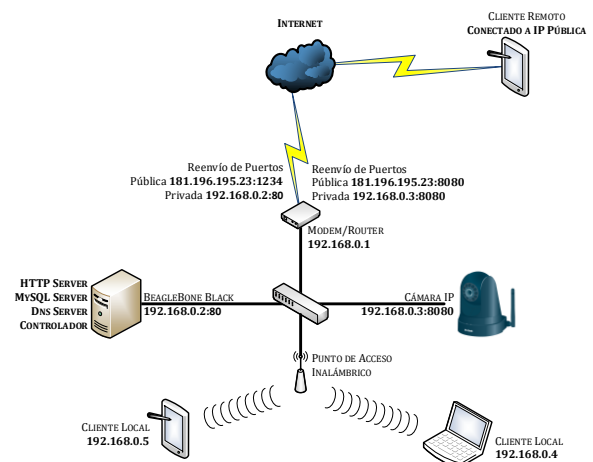 INTERNET
CLIENTE REMOTO
CONECTADO A IP PÚBLICA
Reenvío de Puertos
Pública 181.196.195.23:1234
Privada 192.168.0.2:80
Reenvío de Puertos
Pública 181.196.195.23:8080
Privada 192.168.0.3:8080
MODEM/ROUTER
192.168.0.1
HTTP SERVER
MYSQL SERVER
DNS SERVER
CONTROLADOR
BEAGLEBONE BLACK
192.168.0.2:80
CÁMARA IP
192.168.0.3:8080
PUNTO DE ACCESO
INALÁMBRICO
CLIENTE LOCAL
192.168.0.5
CLIENTE LOCAL
192.168.0.4